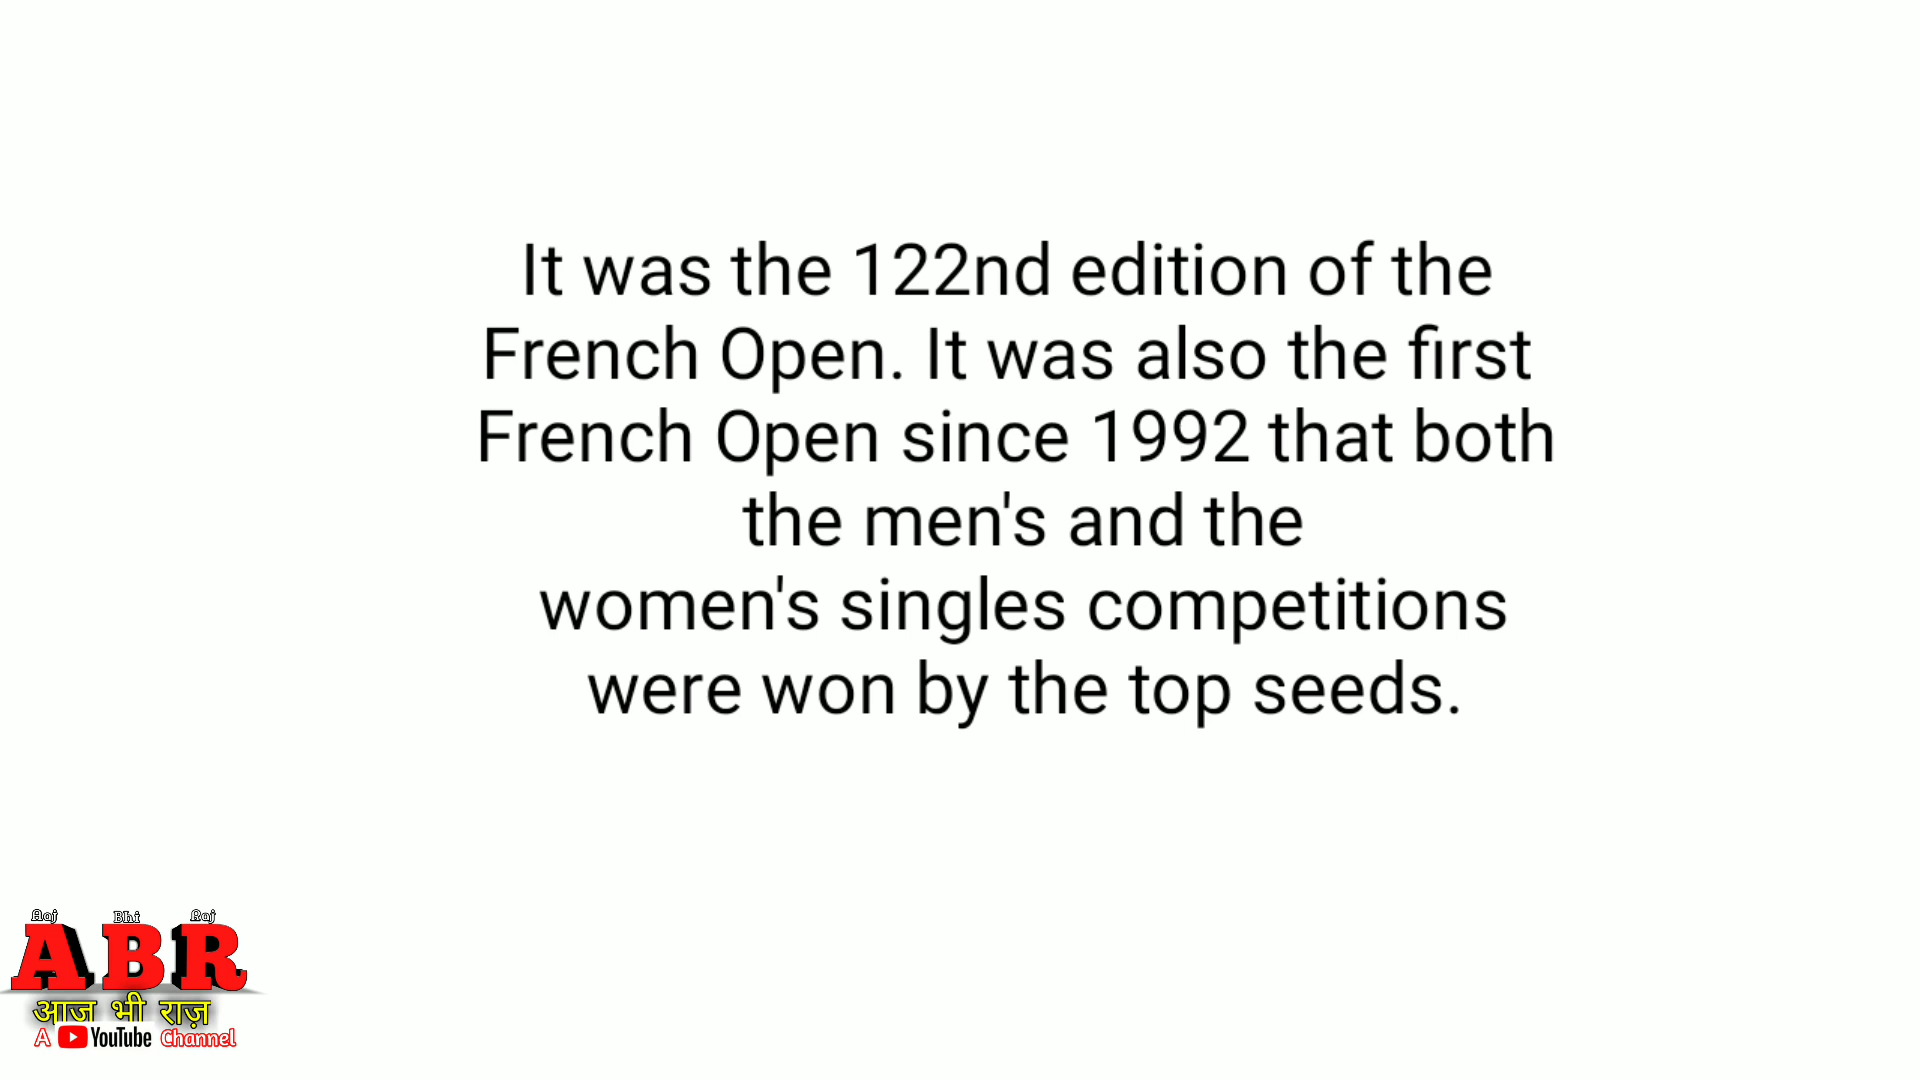 It was the 122nd edition of the
French Open. It was also the first
French Open since 1992 that both
the men's and the
women's singles competitions
were won by the top seeds.
Aaj Bhi Raj
ABR
आज भी राज़
A YouTube Channel